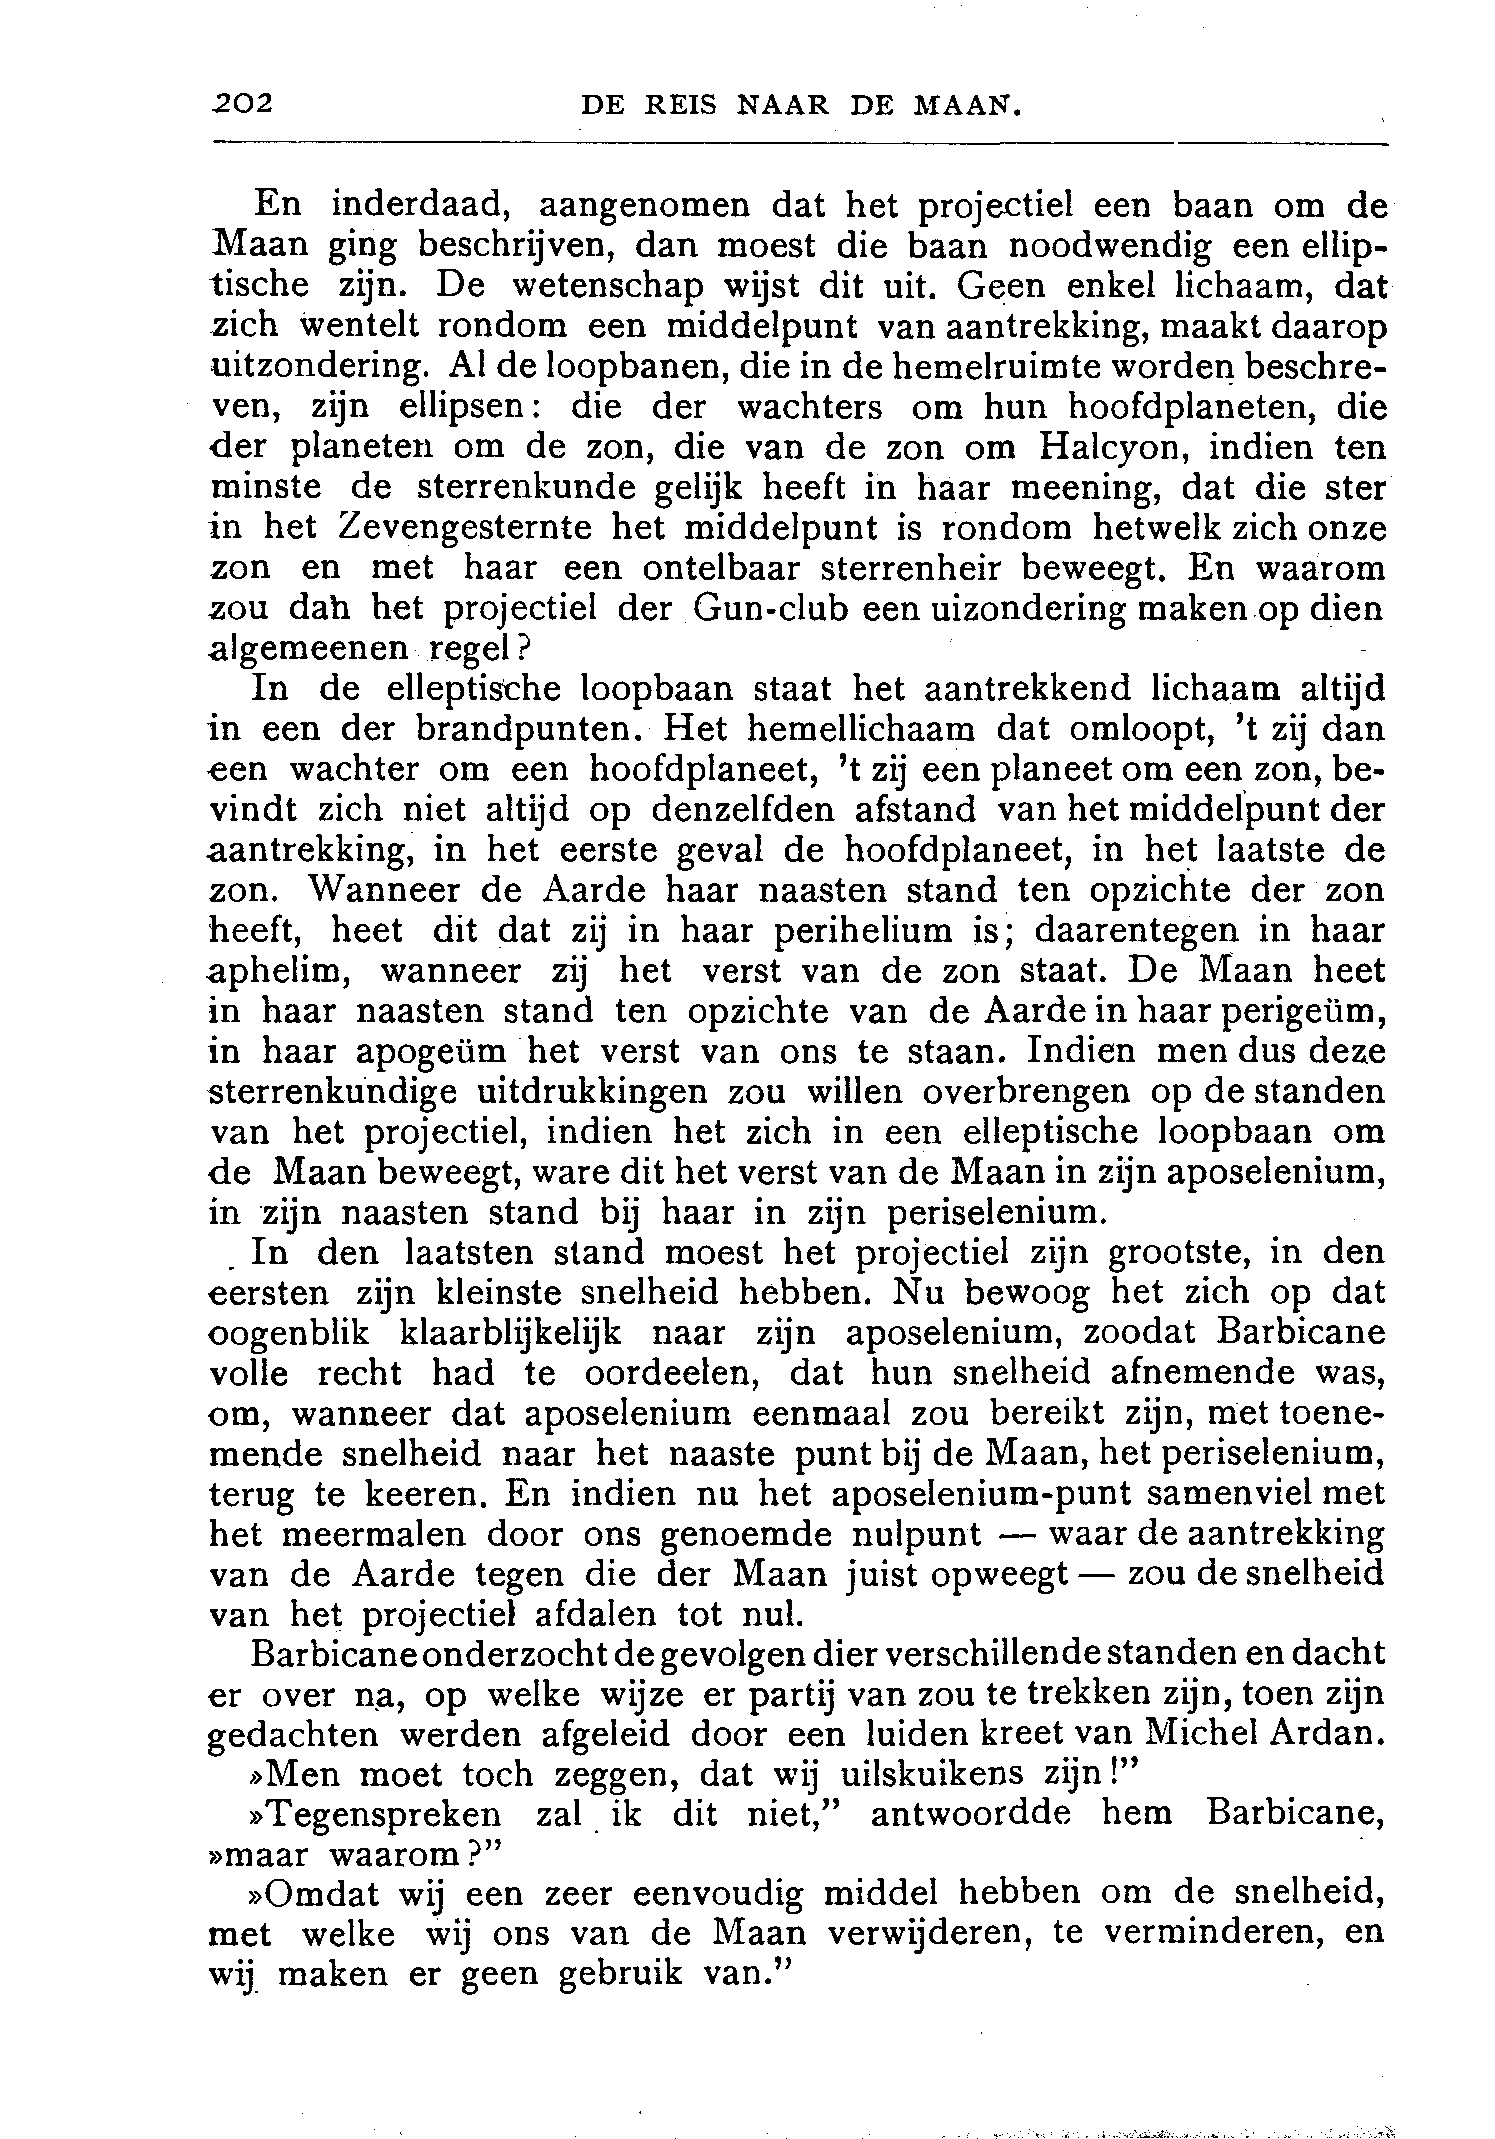 202 DE REIS NAAR DE MAAN.
En inderdaad, aangenomen dat het projectiel een baan om de
Maan ging beschrijven, dan moest die baan noodwendig een ellip-
tische zijn. De wetenschap wijst dit uit. Geen enkel lichaam, dat
zich wentelt rondom een middelpunt van aantrekking, maakt daarop
uitzondering. Al de loopbanen, die in de hemelruimte worden beschre-
ven, zijn ellipsen: die der wachters om hun hoofdplaneten, die
der planeten om de zon, die van de zon om Halcyon, indien ten
minste de sterrenkunde gelijk heeft in haar meening, dat die ster
in het Zevengesternte het middelpunt is rondom hetwelk zich onze
zon en met haar een ontelbaar sterrenheir beweegt. En waarom
zou dan het projectiel der Gun-club een uizondering maken op dien
algemeenen regel?
In de elleptische loopbaan staat het aantrekkend lichaam altijd
in een der brandpunten. Het hemellichaam dat omloopt, 't zij dan
een wachter om een hoofdplaneet, 't zij een planeet om een zon, be-
vindt zich niet altijd op denzelfden afstand van het middelpunt der
aantrekking, in het eerste geval de hoofdplaneet, in het laatste de
zon. Wanneer de Aarde haar naasten stand ten opzichte der zon
heeft, heet dit dat zij in haar perihelium is; daarentegen in haar
aphelim, wanneer zij het verst van de zon staat. De Maan heet
in haar naasten stand ten opzichte van de Aarde in haar perigeüm,
in haar apogeüm het verst van ons te staan. Indien men dus deze
sterrenkundige uitdrukkingen zou willen overbrengen op de standen
van het projectiel, indien het zich in een elleptische loopbaan om
de Maan beweegt, ware dit het verst van de Maan in zijn aposelenium,
in zijn naasten stand bij haar in zijn periselenium.
In den laatsten stand moest het projectiel zijn grootste, in den
eersten zijn kleinste snelheid hebben. Nu bewoog het zich op dat
oogenblik klaarblijkelijk naar zijn aposelenium, zoodat Barbicane
volle recht had te oordeelen, dat hun snelheid afnemende was,
om, wanneer dat aposelenium eenmaal zou bereikt zijn, met toene-
mende snelheid naar het naaste punt bij de Maan, het periselenium,
terug te keeren. En indien nu het aposelenium-punt samenviel met
het meermalen door ons genoemde nulpunt — waar de aantrekking
van de Aarde tegen die der Maan juist opweegt — zou de snelheid
van het projectiel afdalen tot nul.
Barbicane onderzocht de gevolgen dier verschillende standen en dacht
er over na, op welke wijze er partij van zou te trekken zijn, toen zijn
gedachten werden afgeleid door een luiden kreet van Michel Ardan.
»Men moet toch zeggen, dat wij uilskuikens zijn!”
»Tegenspreken zal ik dit niet,” antwoordde hem Barbicane,
»maar waarom?”
»Omdat wij een zeer eenvoudig middel hebben om de snelheid,
met welke wij ons van de Maan verwijderen, te verminderen, en
wij maken er geen gebruik van.”